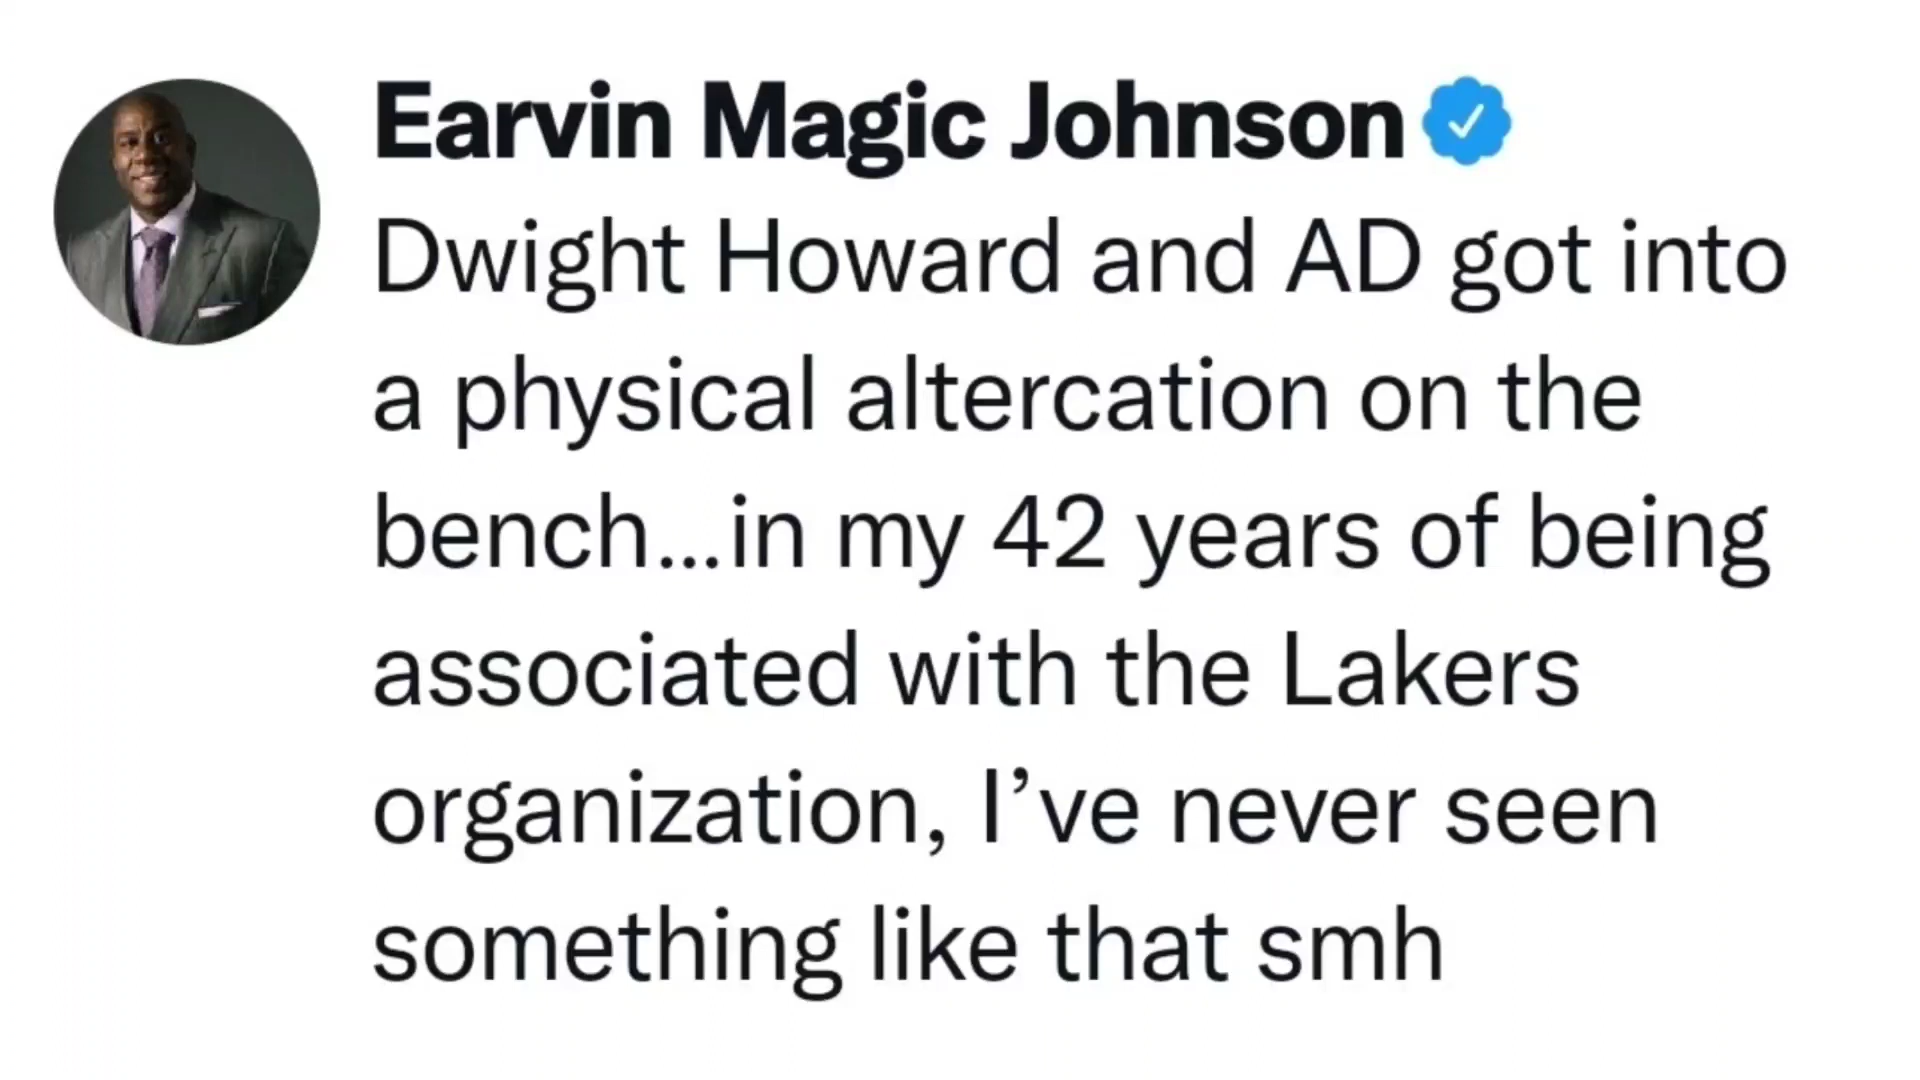 Earvin Magic Johnson
Dwight Howard and AD got into
a physical altercation on the
bench...in my 42 years of being
associated with the Lakers
organization, I’ve never seen
something like that smh